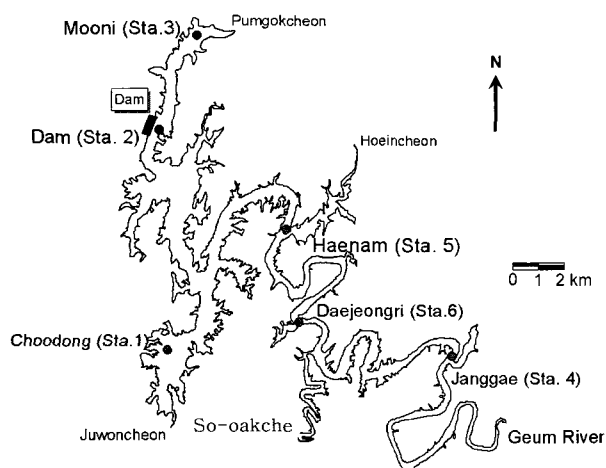 Mooni (Sta.3)
Pumgokcheon
N
Dam
Dam (Sta. 2)
Hoeincheon
Haenam (Sta. 5)
0 1 2 km
Daejeongri (Sta.6)
Choodong (Sta.1)
Janggae (Sta. 4)
Juwoncheon
So-oakche
Geum River